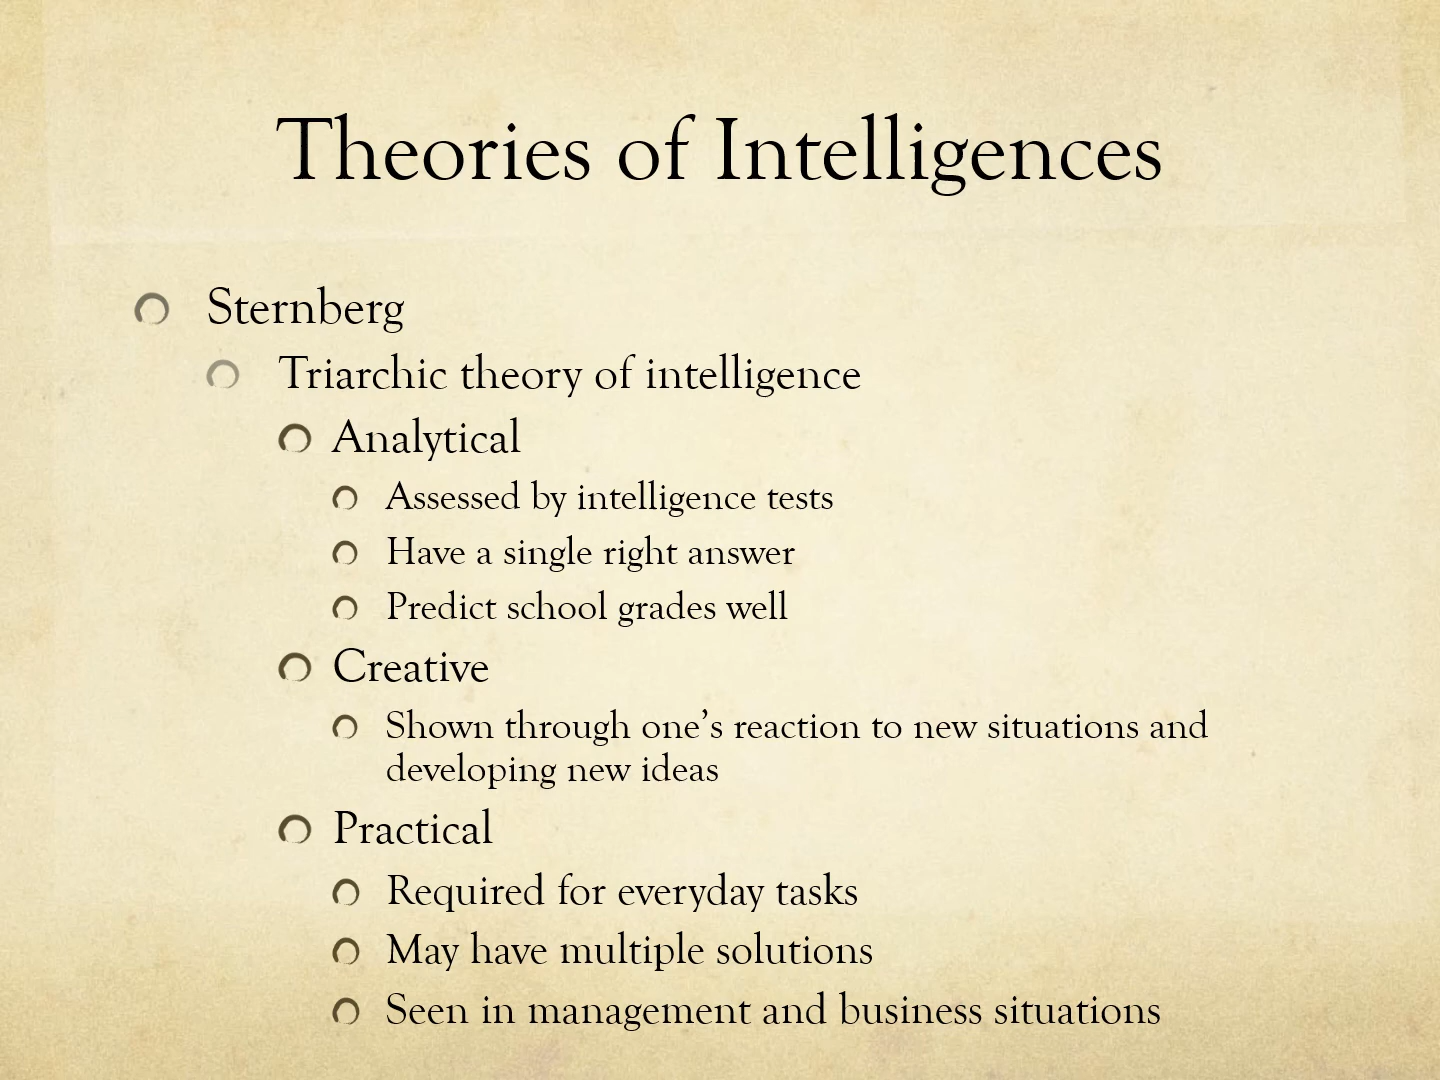 Theories of Intelligences
Sternberg
Triarchic theory of intelligence
Analytical
Assessed by intelligence tests
Have a single right answer
Predict school grades well
Creative
Shown through one’s reaction to new situations and
developing new ideas
Practical
Required for everyday tasks
May have multiple solutions
Seen in management and business situations